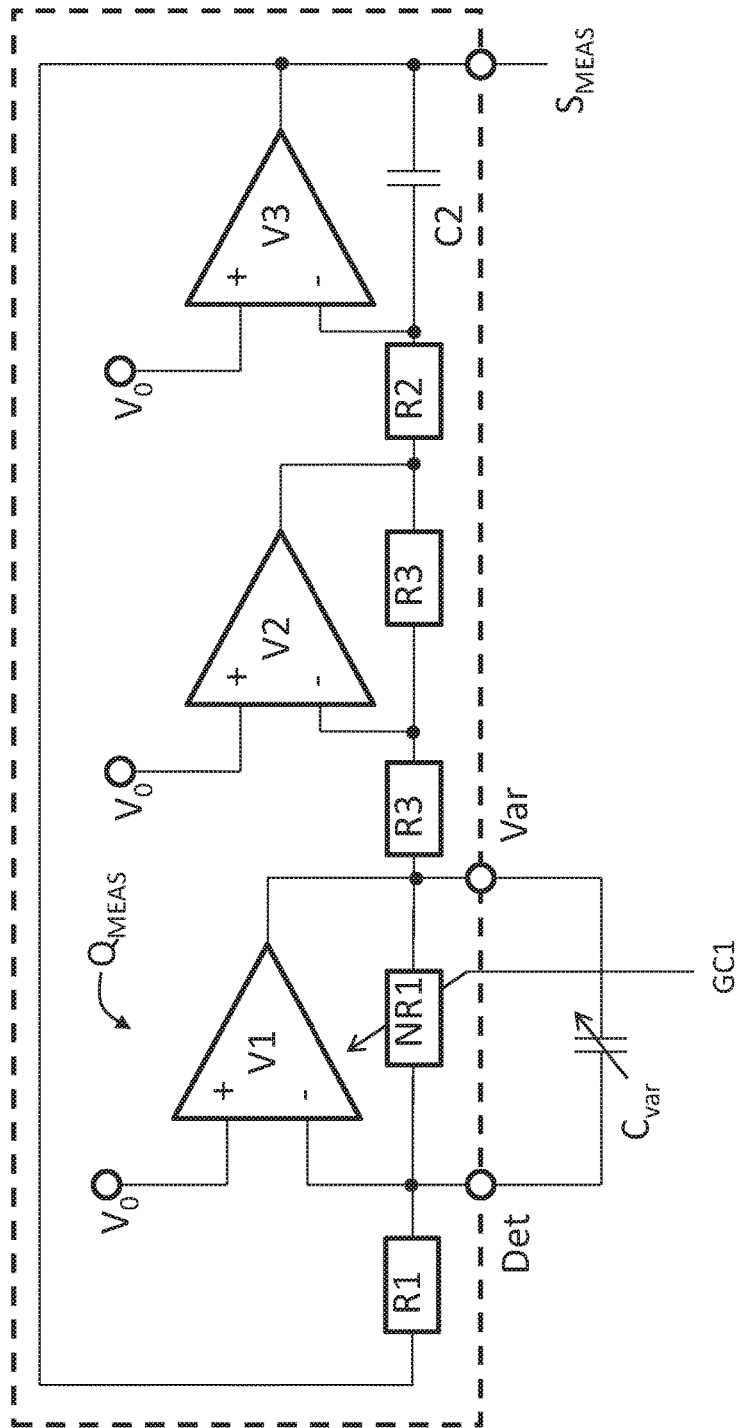 Q_MEAS
V₀
V₀
V₀
+
-
V1
+
-
V2
+
-
V3
R1
NR1
R3
R3
R2
C2
Det
Var
S_MEAS
C_var
GC1